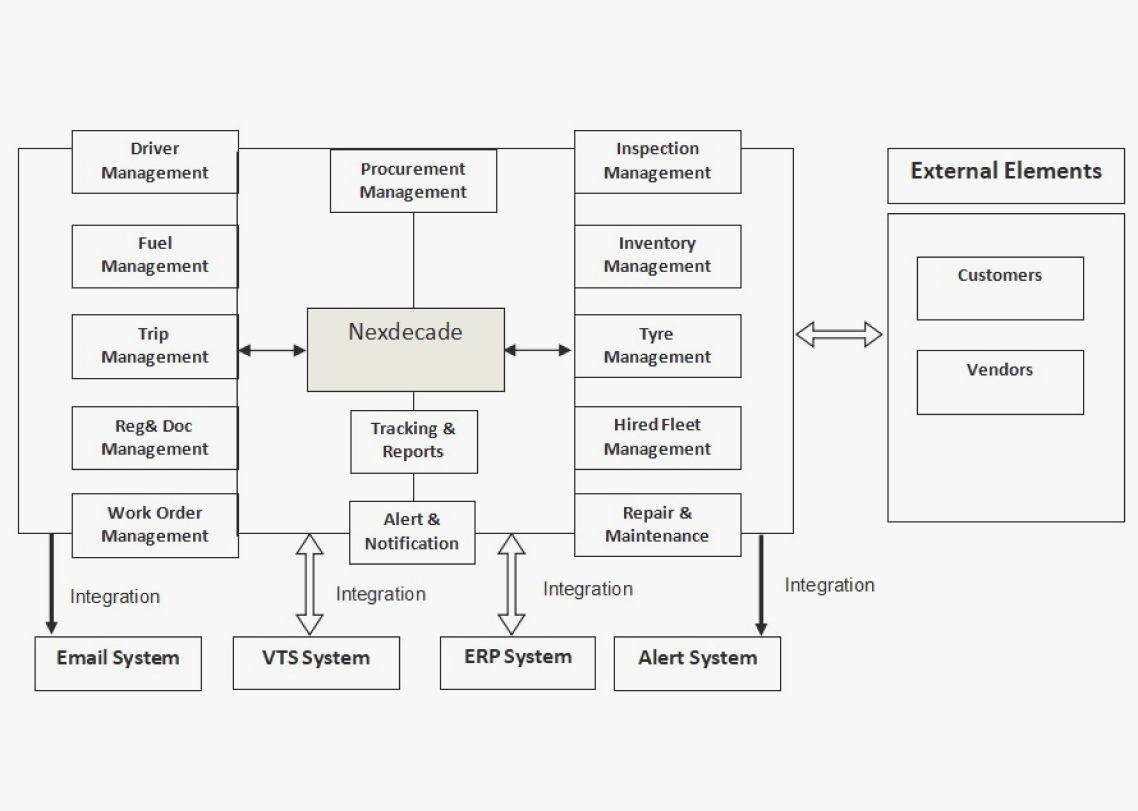 Driver
Management
Procurement
Management
Inspection
Management
External Elements
Fuel
Management
Inventory
Management
Customers
Trip
Management
Nexdecade
Tyre
Management
Vendors
Reg& Doc
Management
Tracking &
Reports
Hired Fleet
Management
Work Order
Management
Alert &
Notification
Repair &
Maintenance
Integration
Integration
Integration
Integration
Email System
VTS System
ERP System
Alert System